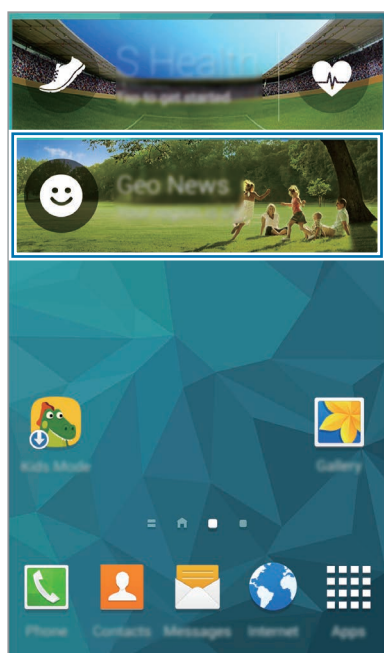 S Health
Tap to get started
Geo News
Kids Mode
Gallery
Phone
Contacts
Messages
Internet
Apps